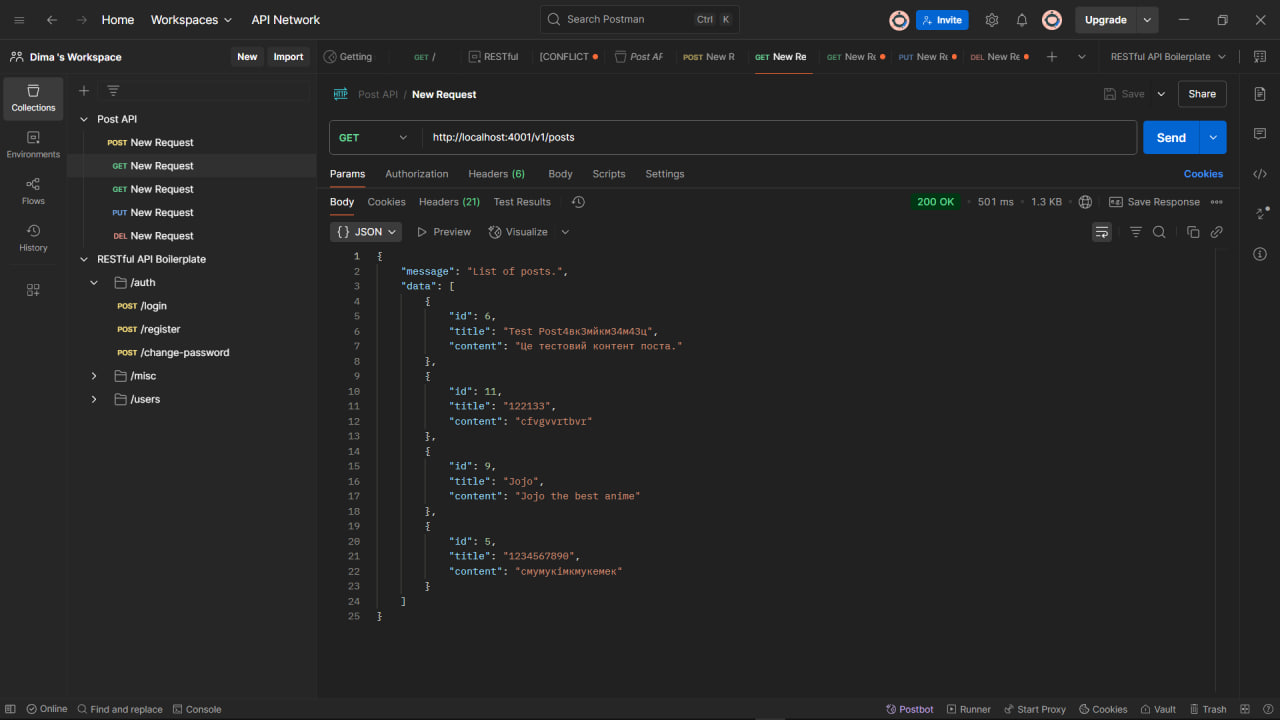 Home Workspaces API Network Search Postman Ctrl K Invite Upgrade
Dima 's Workspace New Import Getting GET / RESTful [CONFLICT Post AF POST New R GET New Re GET New Re PUT New Re DEL New Re RESTful API Boilerplate
Collections
Environments
Flows
History
Post API
POST New Request
GET New Request
GET New Request
PUT New Request
DEL New Request
RESTful API Boilerplate
/auth
POST /login
POST /register
POST /change-password
/misc
/users
HTTP Post API / New Request Save Share
GET http://localhost:4001/v1/posts Send
Params Authorization Headers (6) Body Scripts Settings Cookies
Body Cookies Headers (21) Test Results 200 OK 501 ms 1.3 KB Save Response
{} JSON Preview Visualize
1 {
2 "message": "List of posts.",
3 "data": [
4 {
5 "id": 6,
6 "title": "Test Post4вк3мйкм34м43ц",
7 "content": "Це тестовий контент поста."
8 },
9 {
10 "id": 11,
11 "title": "122133",
12 "content": "cfvgvvrtbvr"
13 },
14 {
15 "id": 9,
16 "title": "Jojo",
17 "content": "Jojo the best anime"
18 },
19 {
20 "id": 5,
21 "title": "1234567890",
22 "content": "смумукімкмукемек"
23 }
24 ]
25 }
Online Find and replace Console Postbot Runner Start Proxy Cookies Vault Trash